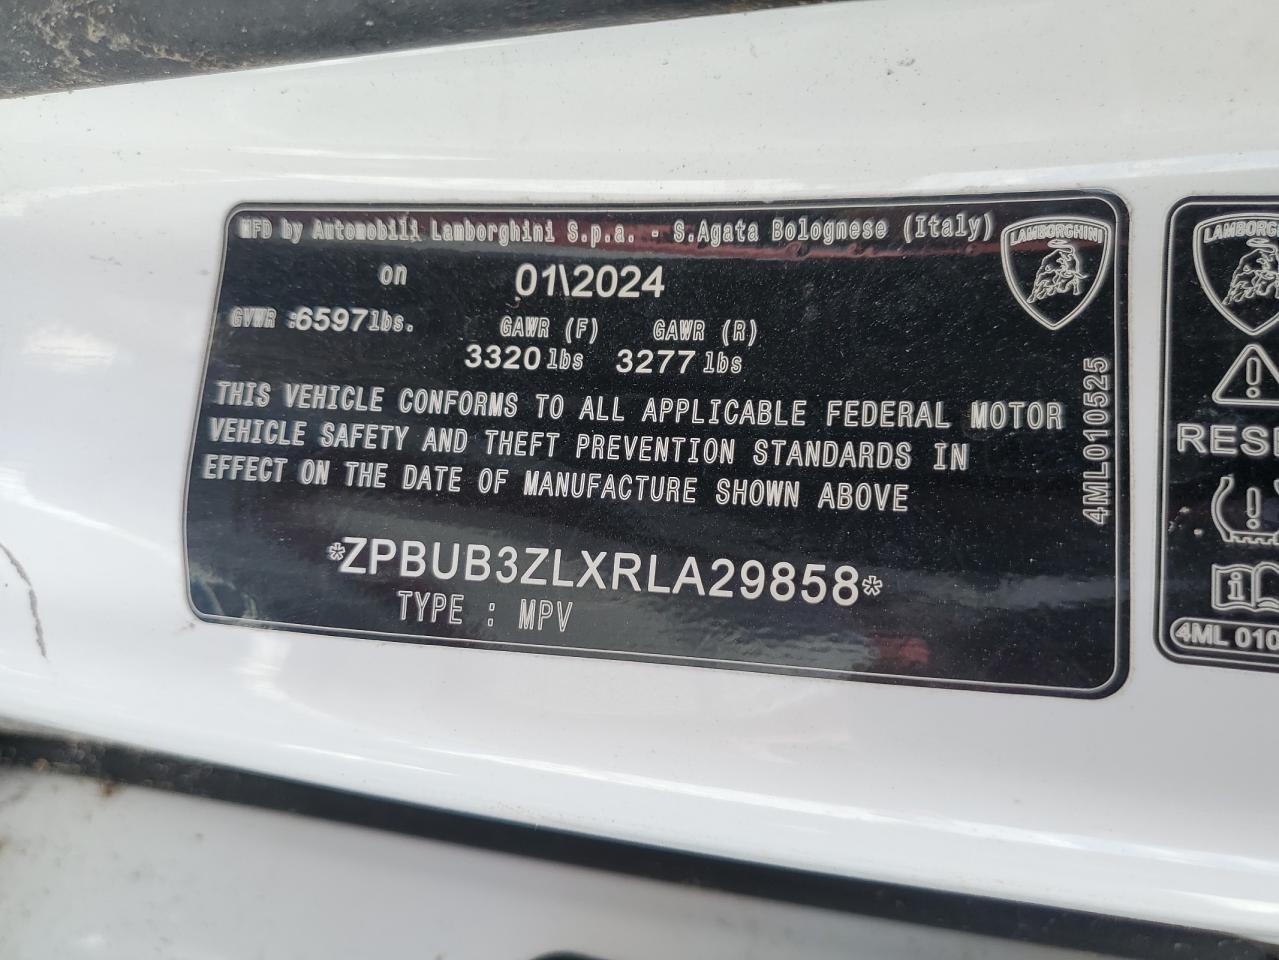 MFD by Automobili Lamborghini S.p.a. - S.Agata Bolognese (Italy)
on 01\2024
GVWR :6597lbs. GAWR (F) GAWR (R)
3320lbs 3277lbs
THIS VEHICLE CONFORMS TO ALL APPLICABLE FEDERAL MOTOR
VEHICLE SAFETY AND THEFT PREVENTION STANDARDS IN
EFFECT ON THE DATE OF MANUFACTURE SHOWN ABOVE
*ZPBUB3ZLXRLA29858*
TYPE : MPV
LAMBORGHINI
4ML010525
LAMBORGHI
RESE
4ML 010